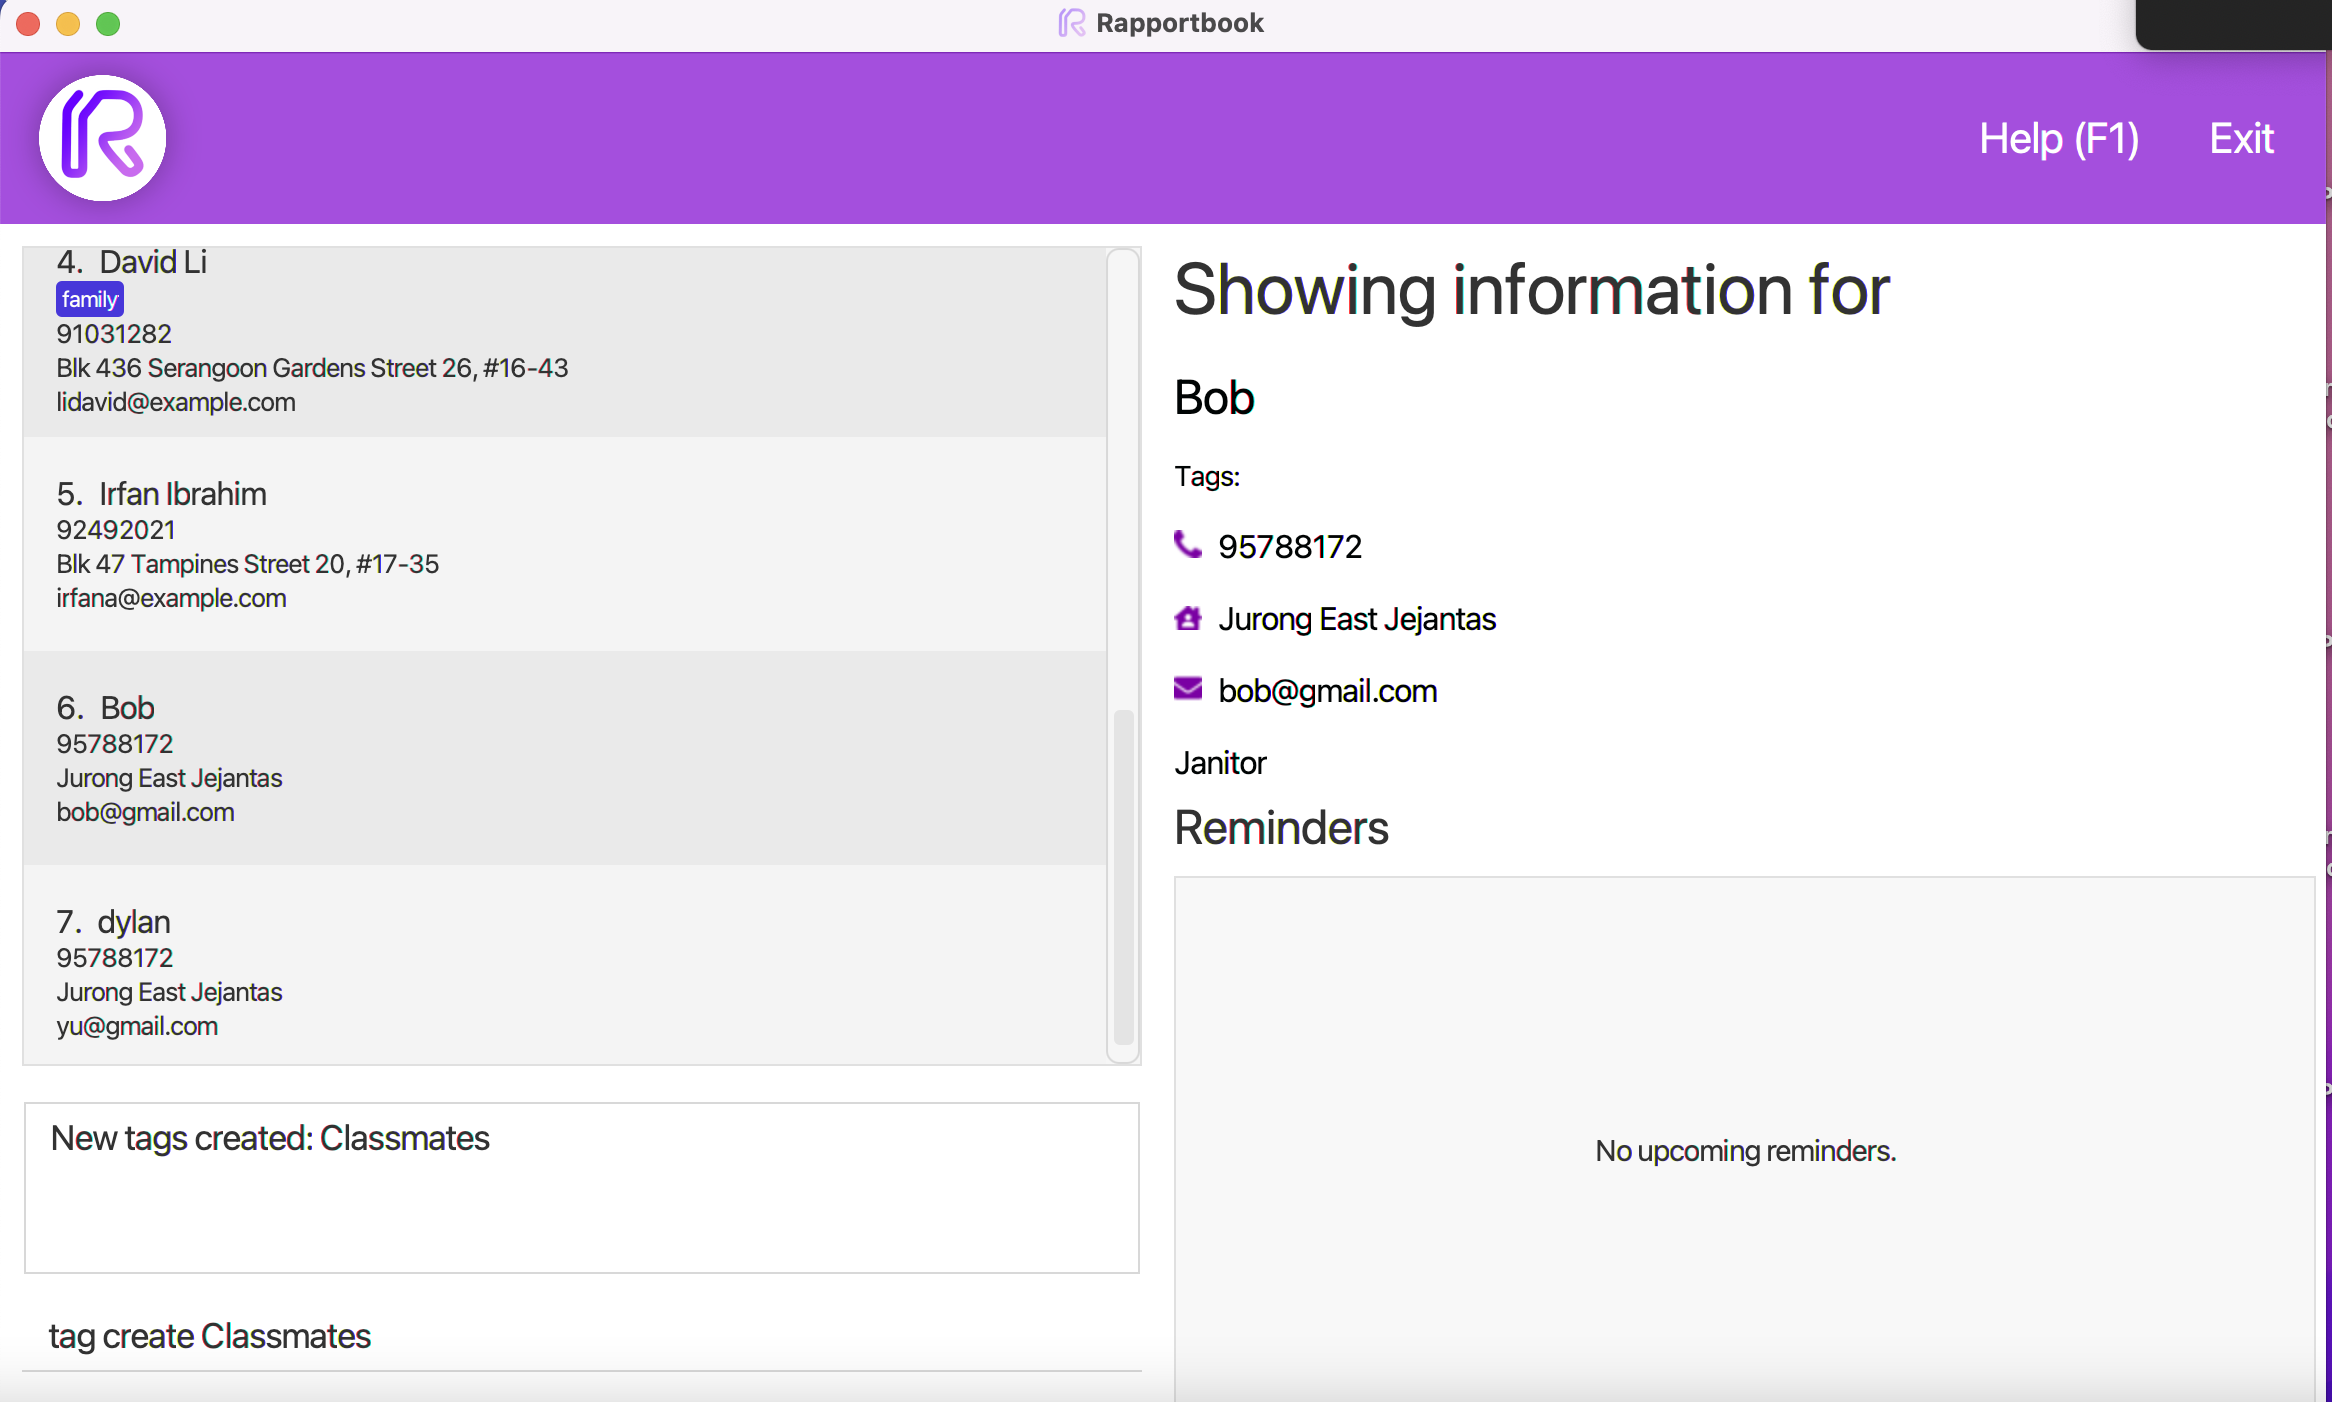 Rapportbook
Help (F1) Exit
4. David Li
family
91031282
Blk 436 Serangoon Gardens Street 26, #16-43
lidavid@example.com
5. Irfan Ibrahim
92492021
Blk 47 Tampines Street 20, #17-35
irfana@example.com
6. Bob
95788172
Jurong East Jejantas
bob@gmail.com
7. dylan
95788172
Jurong East Jejantas
yu@gmail.com
New tags created: Classmates
tag create Classmates
Showing information for
Bob
Tags:
95788172
Jurong East Jejantas
bob@gmail.com
Janitor
Reminders
No upcoming reminders.